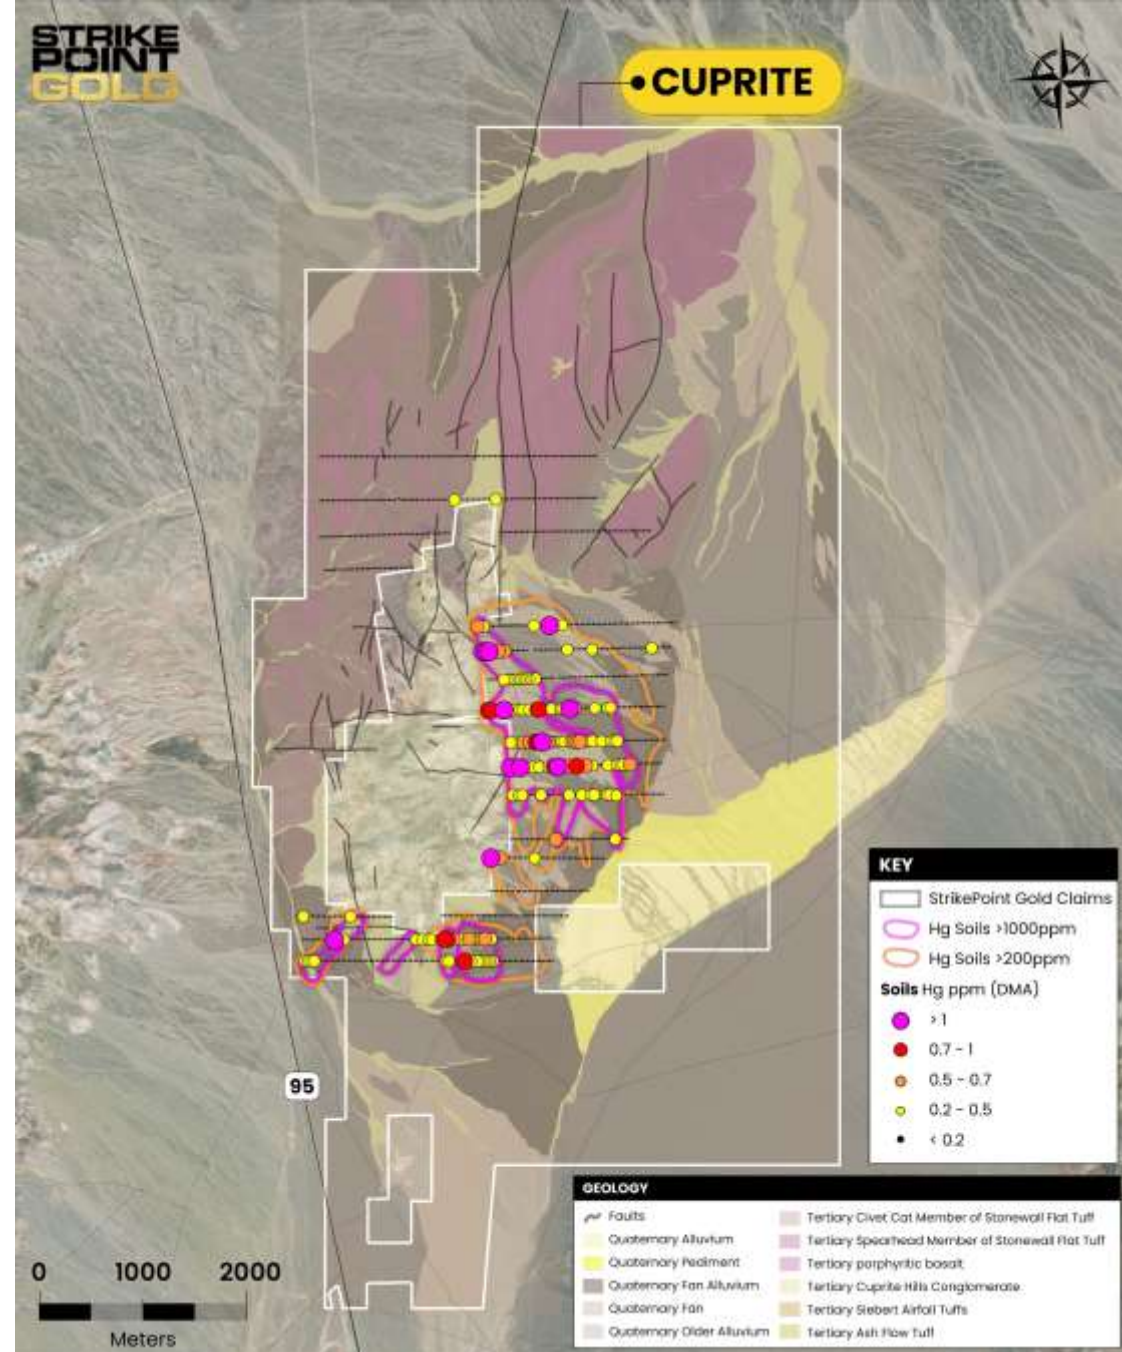 STRIKE
POINT
GOLD
CUPRITE
KEY
StrikePoint Gold Claims
Hg Soils >1000ppm
Hg Soils >200ppm
Soils Hg ppm (DMA)
> 1
0.7 - 1
0.5 - 0.7
0.2 - 0.5
< 0.2
95
0 1000 2000
Meters
GEOLOGY
Faults
Quaternary Alluvium
Quaternary Pediment
Quaternary Fan Alluvium
Quaternary Fan
Quaternary Older Alluvium
Tertiary Civet Cat Member of Stonewall Flat Tuff
Tertiary Spearhead Member of Stonewall Flat Tuff
Tertiary porphyritic basalt
Tertiary Cuprite Hills Conglomerate
Tertiary Siebert Airfall Tuffs
Tertiary Ash Flow Tuff